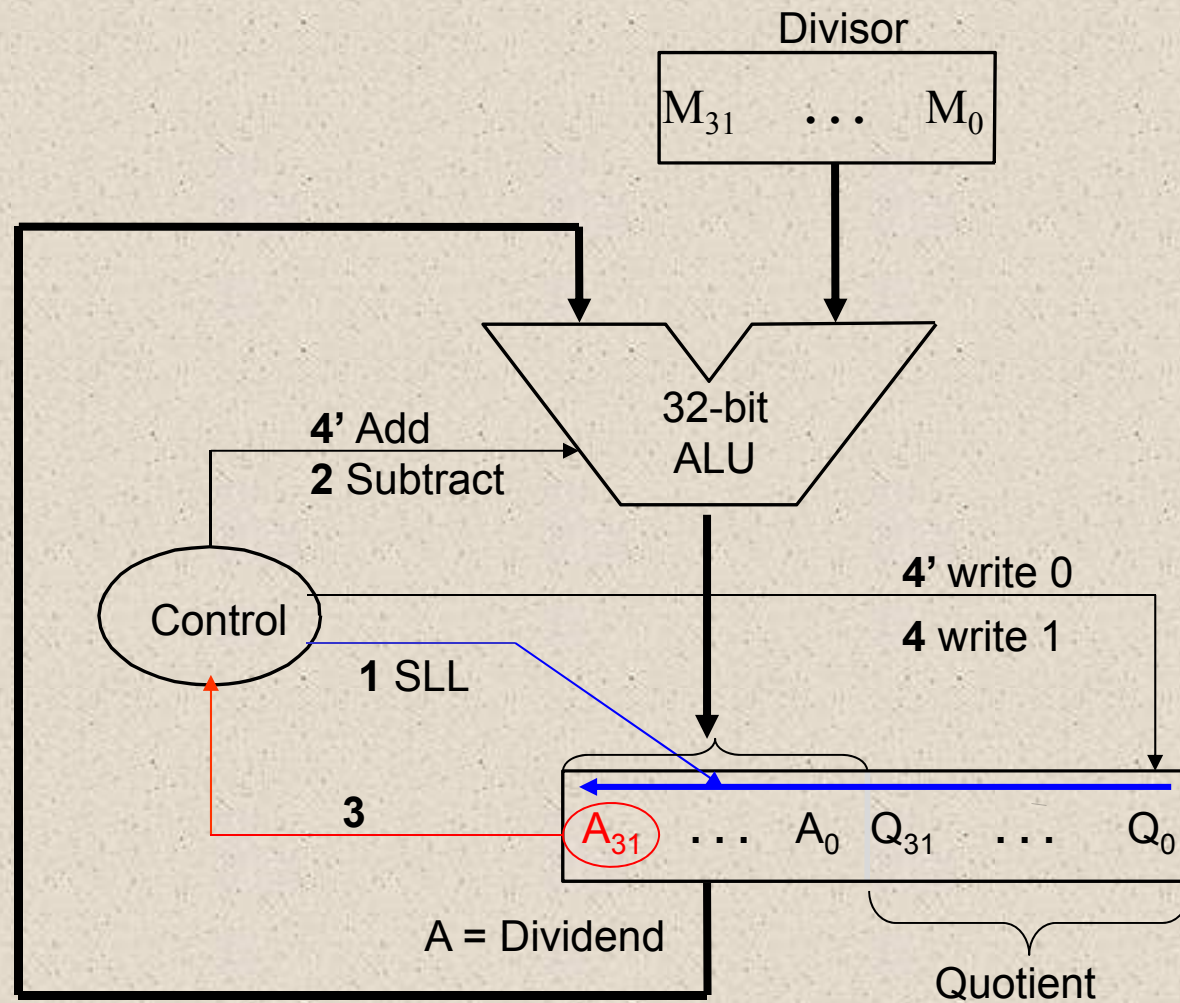 Divisor
M31 ... M0
32-bit
ALU
4’ Add
2 Subtract
Control
4’ write 0
4 write 1
1 SLL
3
A31 ... A0 Q31 ... Q0
A = Dividend
Quotient